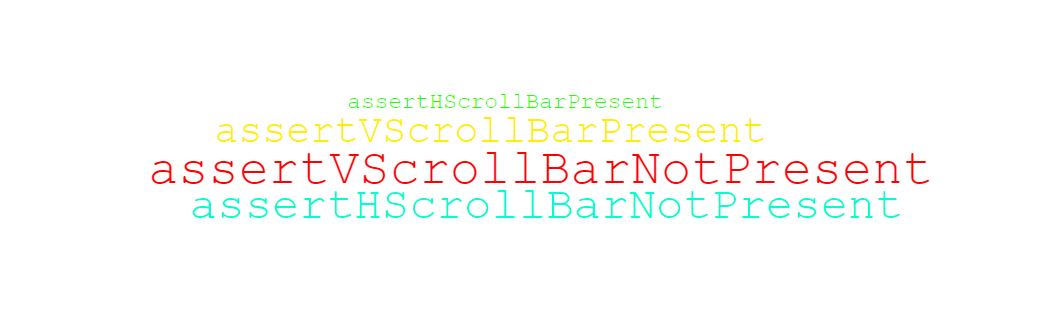 assertHScrollBarPresent
assertVScrollBarPresent
assertVScrollBarNotPresent
assertHScrollBarNotPresent